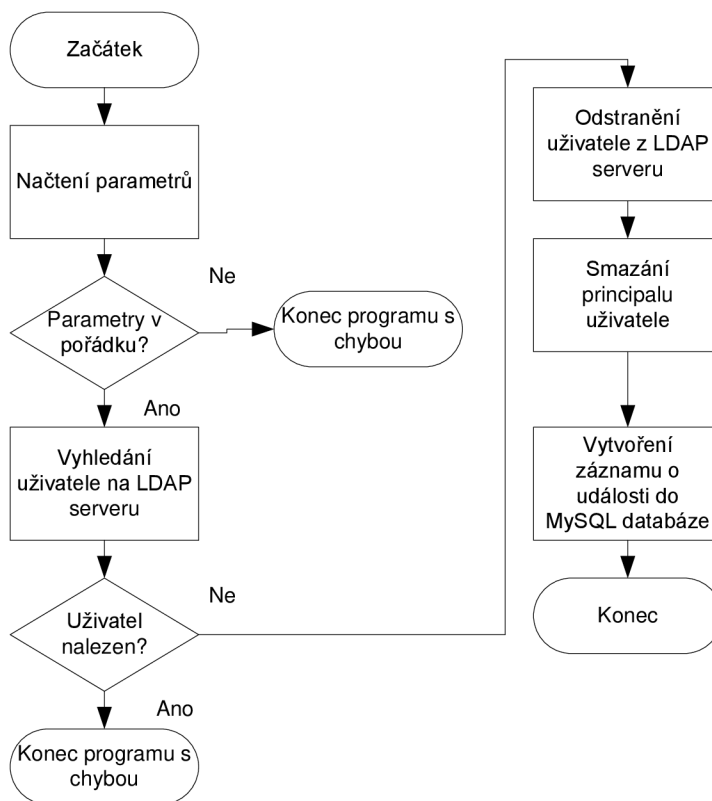 Začátek
Načtení parametrů
Ne
Parametry v
pořádku?
Konec programu s
chybou
Ano
Vyhledání
uživatele na LDAP
serveru
Ne
Uživatel
nalezen?
Ano
Konec programu s
chybou
Odstranění
uživatele z LDAP
serveru
Smazání
principalu
uživatele
Vytvoření
záznamu o
události do
MySQL databáze
Konec